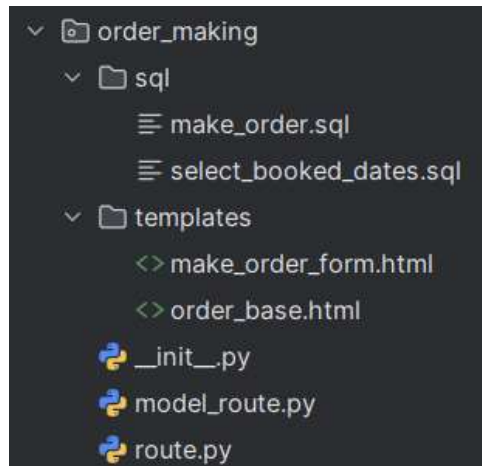 order_making
sql
make_order.sql
select_booked_dates.sql
templates
<> make_order_form.html
<> order_base.html
__init__.py
model_route.py
route.py